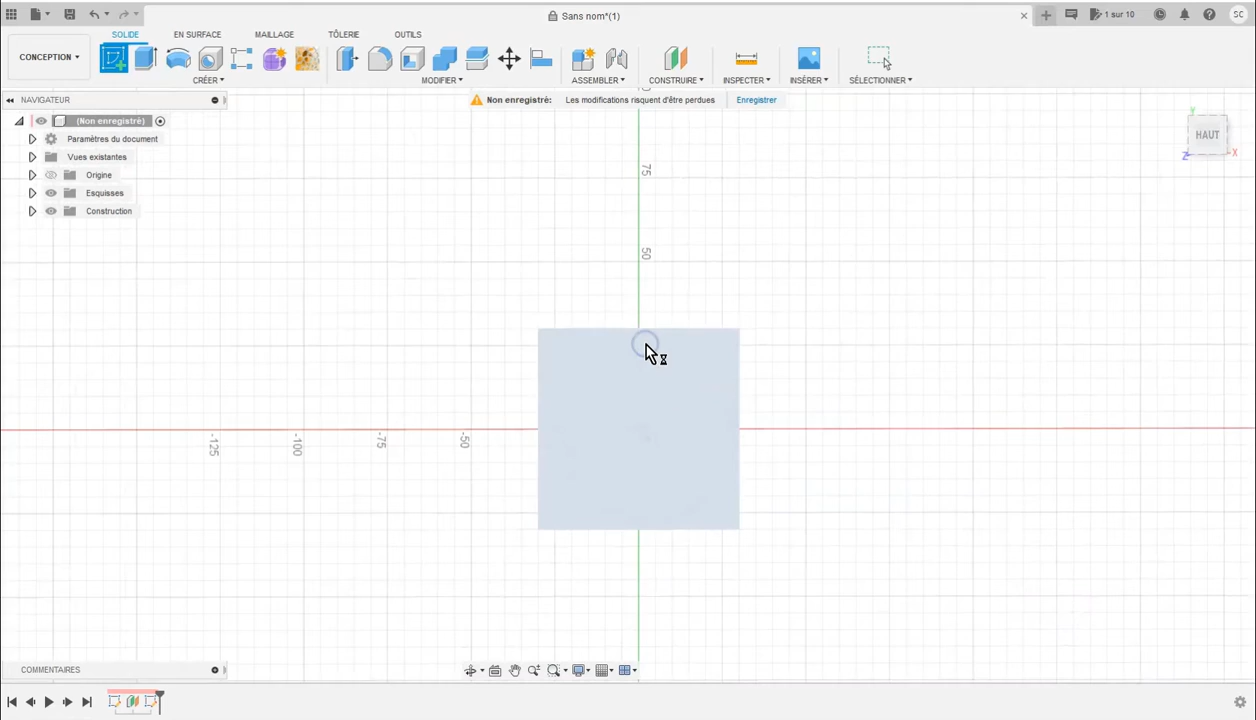 Sans nom*(1)
1 sur 10
SC
SOLIDE EN SURFACE MAILLAGE TÔLERIE OUTILS
CONCEPTION
CRÉER MODIFIER ASSEMBLER CONSTRUIRE INSPECTER INSÉRER SÉLECTIONNER
NAVIGATEUR
Non enregistré: Les modifications risquent d'être perdues Enregistrer
(Non enregistré)
Paramètres du document
Vues existantes
Origine
Esquisses
Construction
Y
HAUT
X
Z
75
50
-125 -100 -75 -50
COMMENTAIRES